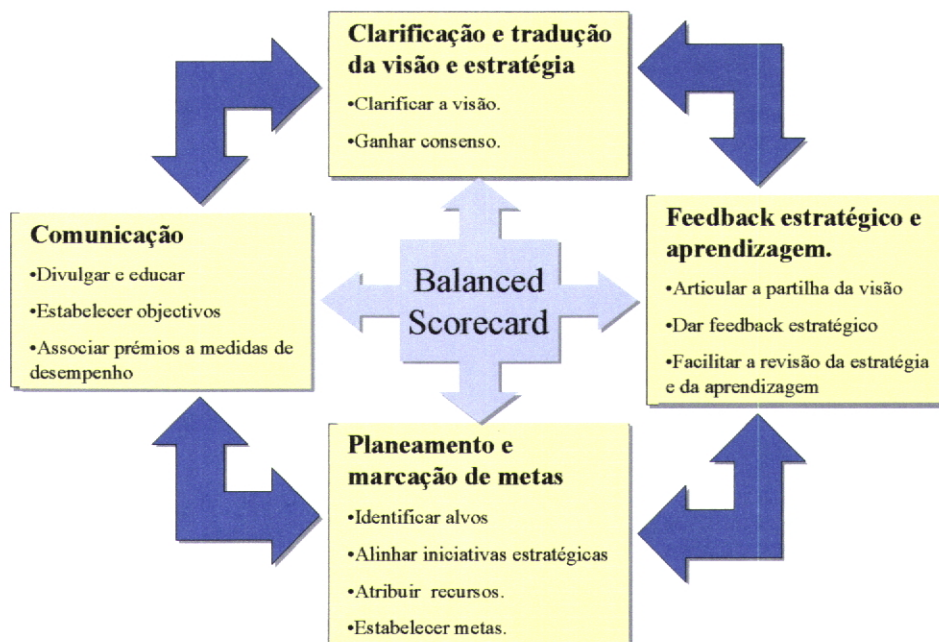 Clarificação e tradução
da visão e estratégia
•Clarificar a visão.
•Ganhar consenso.
Comunicação
•Divulgar e educar
•Estabelecer objectivos
•Associar prémios a medidas de
desempenho
Balanced
Scorecard
Feedback estratégico e
aprendizagem.
•Articular a partilha da visão
•Dar feedback estratégico
•Facilitar a revisão da estratégia
e da aprendizagem
Planeamento e
marcação de metas
•Identificar alvos
•Alinhar iniciativas estratégicas
•Atribuir recursos.
•Estabelecer metas.